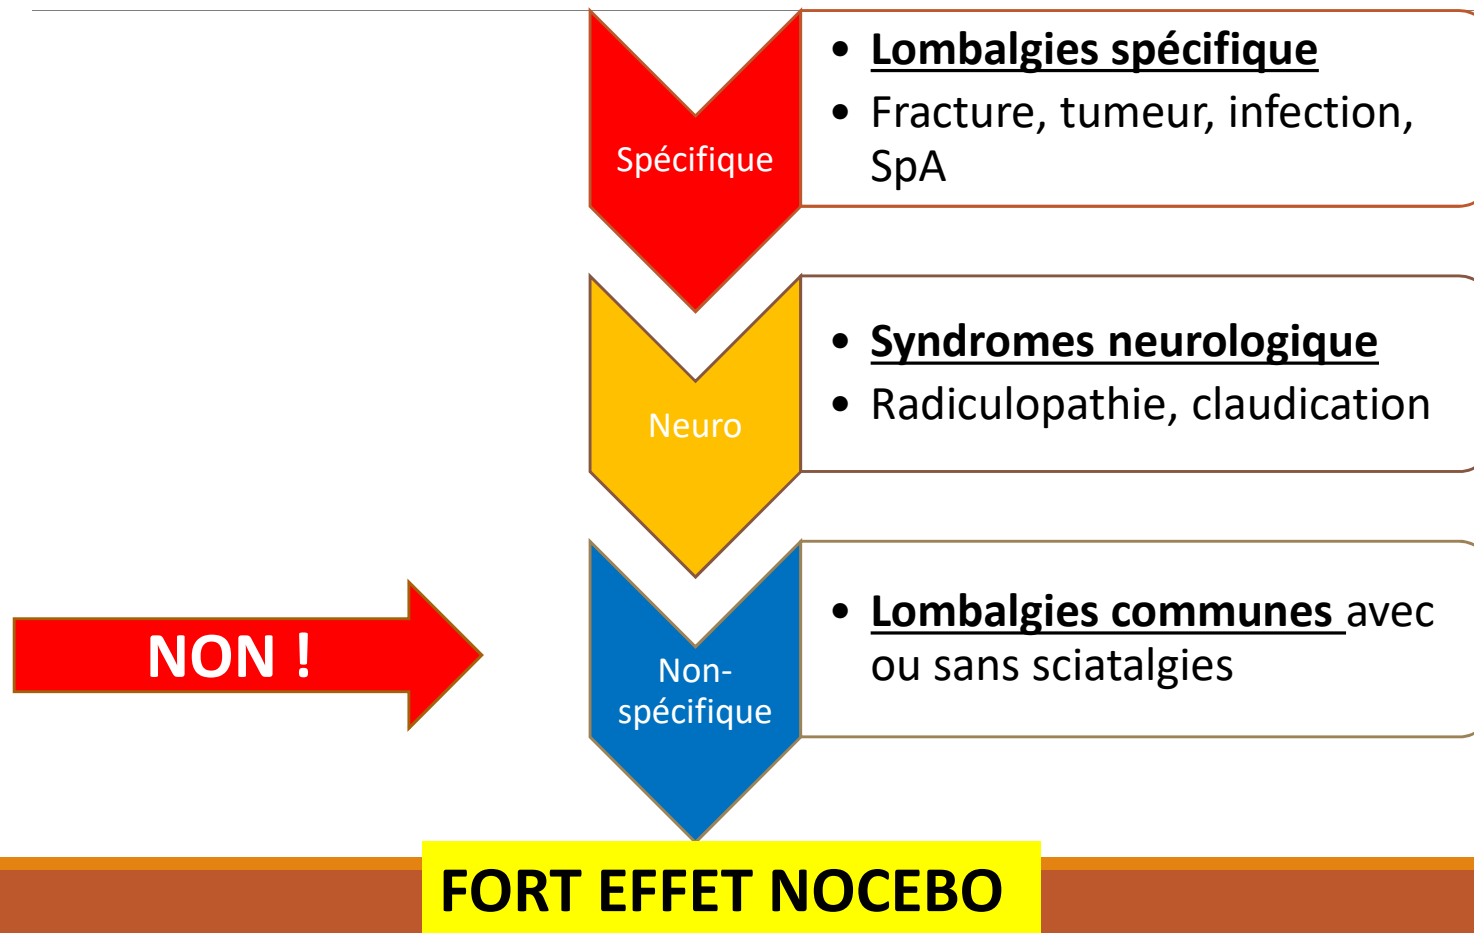 Spécifique
• Lombalgies spécifique
• Fracture, tumeur, infection,
SpA
Neuro
• Syndromes neurologique
• Radiculopathie, claudication
NON !
Non-
spécifique
• Lombalgies communes avec
ou sans sciatalgies
FORT EFFET NOCEBO